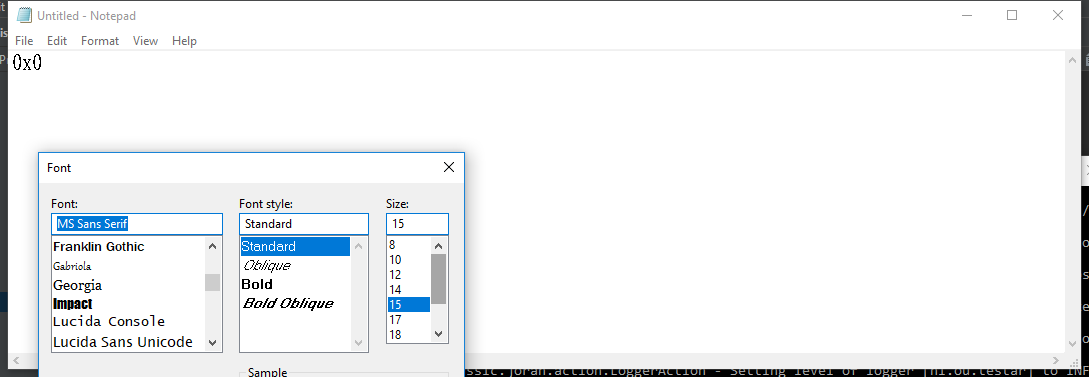 Untitled - Notepad
File Edit Format View Help
0x0
Font
Font: Font style: Size:
MS Sans Serif Standard 15
Franklin Gothic Standard 8
Gabriola Oblique 10
Georgia Bold 12
Impact Bold Oblique 14
Lucida Console 15
Lucida Sans Unicode 17
18
Sample
ssic.joran.action.LoggerAction - Setting level of logger [nl.ou.testar] to INF